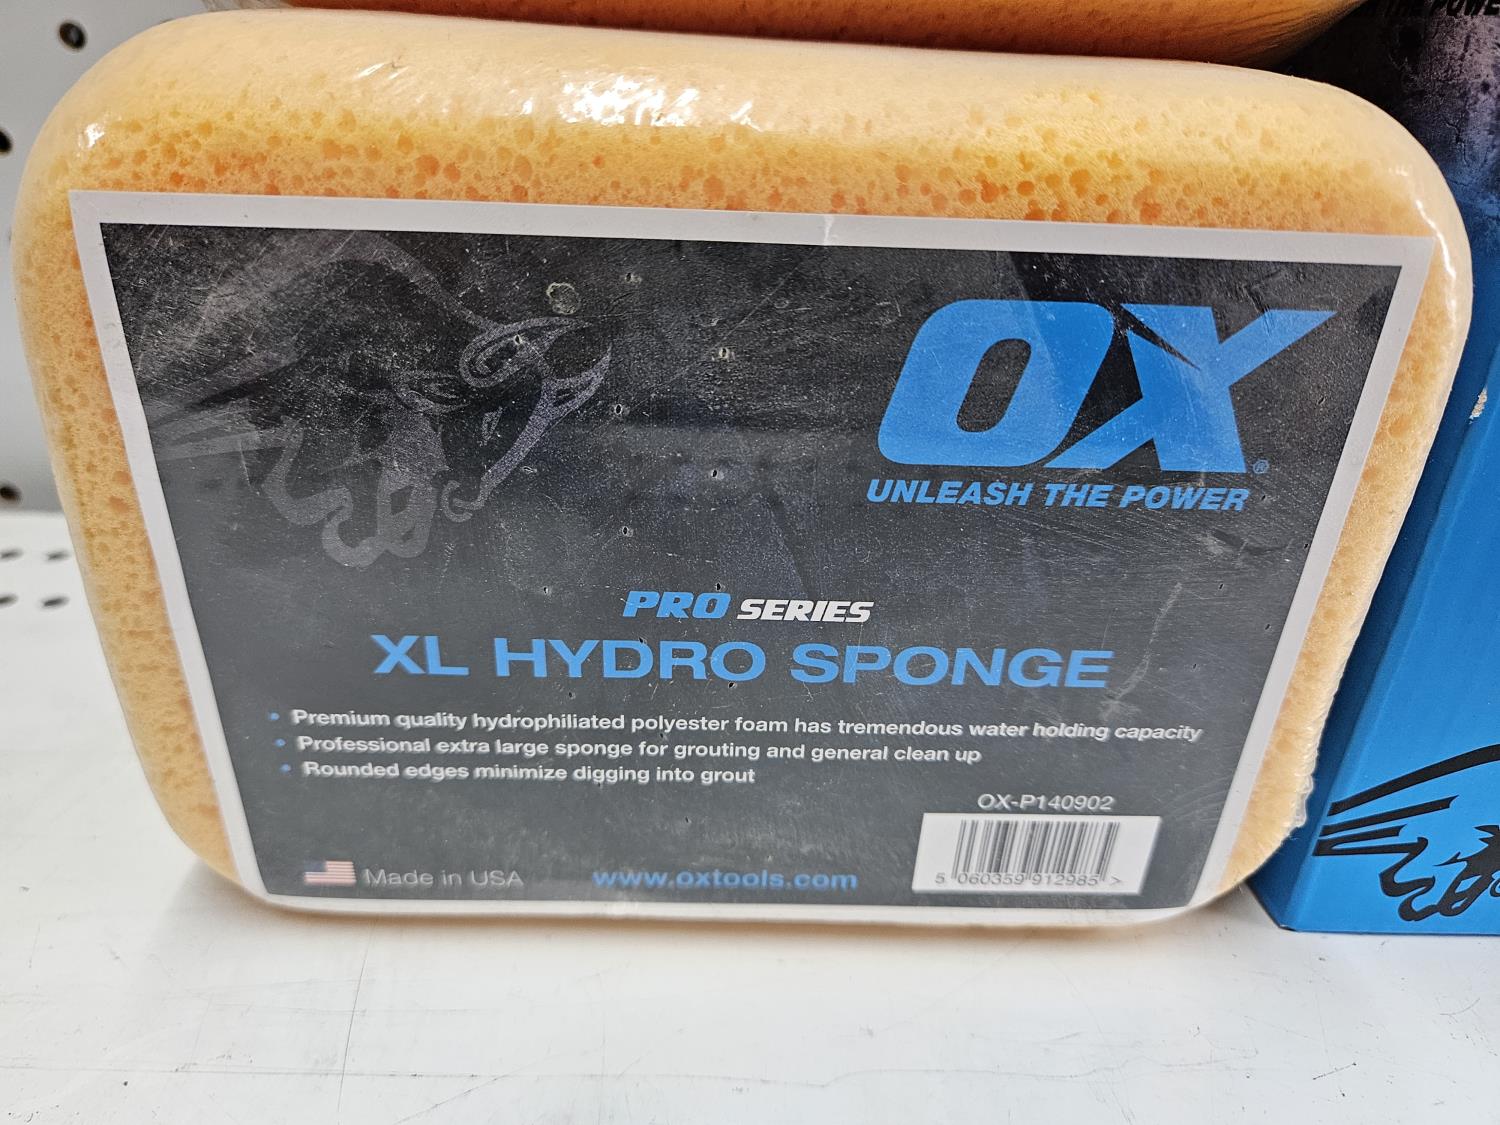 OX®
UNLEASH THE POWER
PRO SERIES
XL HYDRO SPONGE
• Premium quality hydrophiliated polyester foam has tremendous water holding capacity
• Professional extra large sponge for grouting and general clean up
• Rounded edges minimize digging into grout
OX-P140902
5 060359 912985 >
Made in USA
www.oxtools.com